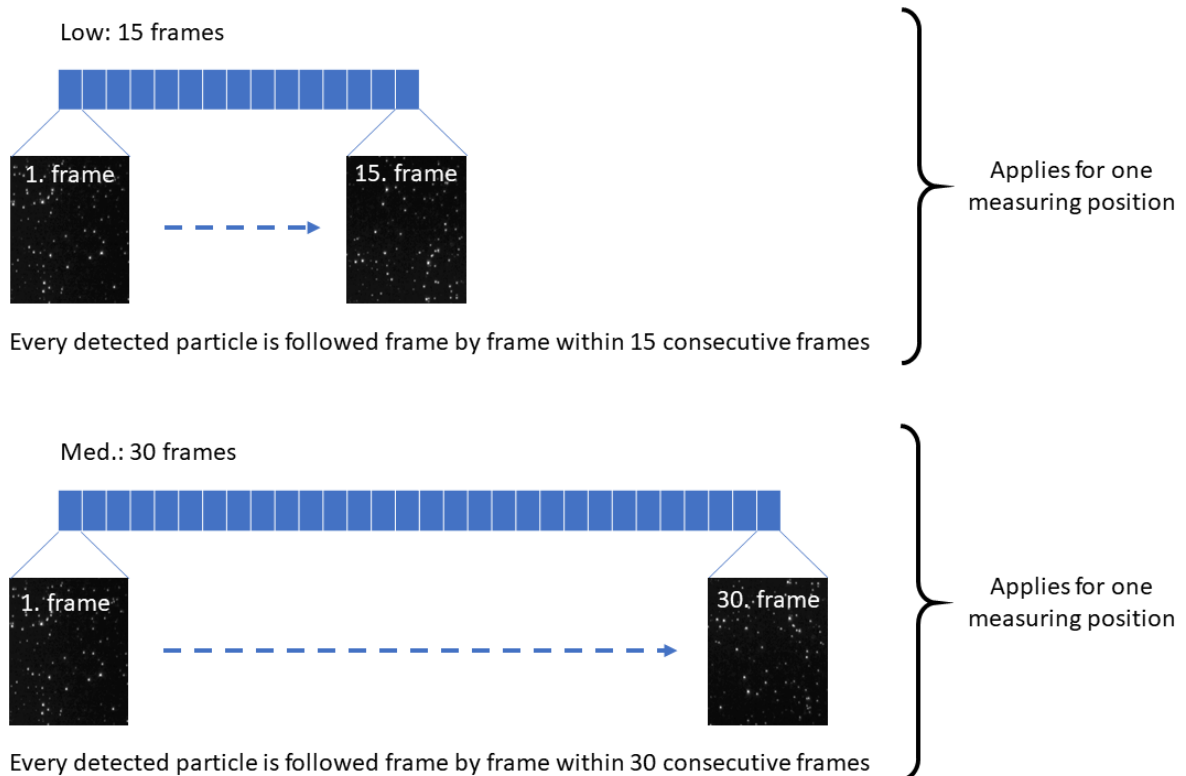 Low: 15 frames
1. frame
15. frame
Applies for one
measuring position
Every detected particle is followed frame by frame within 15 consecutive frames
Med.: 30 frames
1. frame
30. frame
Applies for one
measuring position
Every detected particle is followed frame by frame within 30 consecutive frames